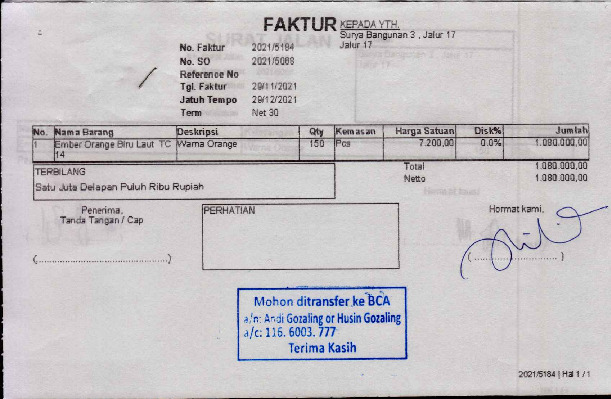 FAKTUR
KEPADA YTH.
Surya Bangunan 3 , Jalur 17
Jalur 17
No. Faktur 2021/5184
No. SO 2021/5068
Reference No
Tgl. Faktur 29/11/2021
Jatuh Tempo 29/12/2021
Term Net 30
No. Nama Barang Deskripsi Qty Kemasan Harga Satuan Disk% Jumlah
1 Ember Orange Biru Laut TC Warna Orange 150 Pcs 7.200,00 0.0% 1.080.000,00
14
Total 1.080.000,00
Netto 1.080.000,00
TERBILANG
Satu Juta Delapan Puluh Ribu Rupiah
Penerima,
Tanda Tangan / Cap
(............................................)
PERHATIAN
Hormat kami,
(............................ )
Mohon ditransfer ke BCA
a/n: Andi Gozaling or Husin Gozaling
a/c: 116. 6003. 777
Terima Kasih
2021/5184 | Hal 1 / 1